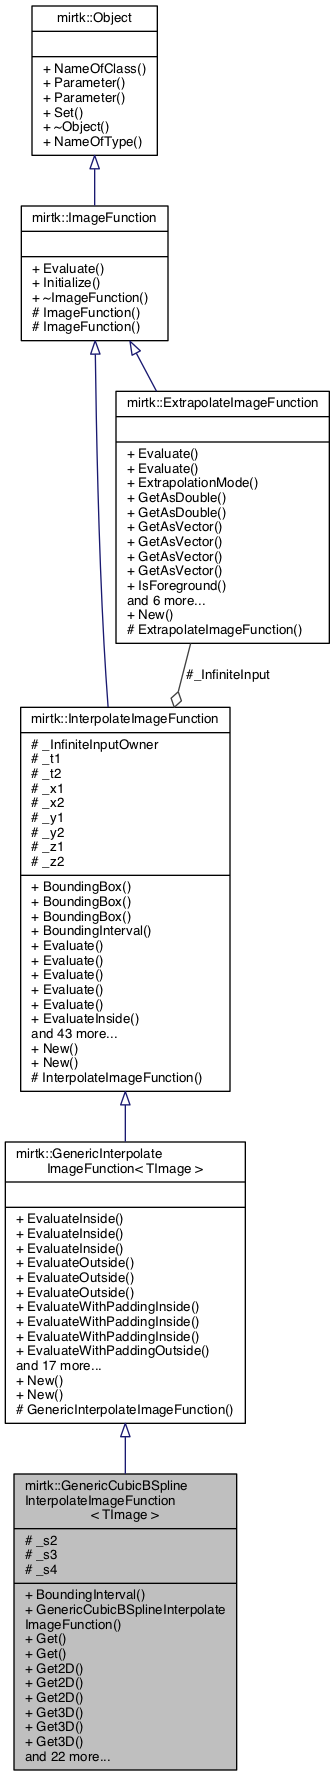 mirtk::Object
+ NameOfClass()
+ Parameter()
+ Parameter()
+ Set()
+ ~Object()
+ NameOfType()
mirtk::ImageFunction
+ Evaluate()
+ Initialize()
+ ~ImageFunction()
# ImageFunction()
# ImageFunction()
mirtk::ExtrapolateImageFunction
+ Evaluate()
+ Evaluate()
+ ExtrapolationMode()
+ GetAsDouble()
+ GetAsDouble()
+ GetAsVector()
+ GetAsVector()
+ GetAsVector()
+ GetAsVector()
+ IsForeground()
and 6 more...
+ New()
# ExtrapolateImageFunction()
#_InfiniteInput
mirtk::InterpolateImageFunction
# _InfiniteInputOwner
# _t1
# _t2
# _x1
# _x2
# _y1
# _y2
# _z1
# _z2
+ BoundingBox()
+ BoundingBox()
+ BoundingBox()
+ BoundingInterval()
+ Evaluate()
+ Evaluate()
+ Evaluate()
+ Evaluate()
+ Evaluate()
+ EvaluateInside()
and 43 more...
+ New()
+ New()
# InterpolateImageFunction()
mirtk::GenericInterpolate
ImageFunction< TImage >
+ EvaluateInside()
+ EvaluateInside()
+ EvaluateInside()
+ EvaluateOutside()
+ EvaluateOutside()
+ EvaluateOutside()
+ EvaluateWithPaddingInside()
+ EvaluateWithPaddingInside()
+ EvaluateWithPaddingInside()
+ EvaluateWithPaddingOutside()
and 17 more...
+ New()
+ New()
# GenericInterpolateImageFunction()
mirtk::GenericCubicBSpline
InterpolateImageFunction
< TImage >
# _s2
# _s3
# _s4
+ BoundingInterval()
+ GenericCubicBSplineInterpolate
ImageFunction()
+ Get()
+ Get()
+ Get2D()
+ Get2D()
+ Get2D()
+ Get3D()
+ Get3D()
+ Get3D()
and 22 more...